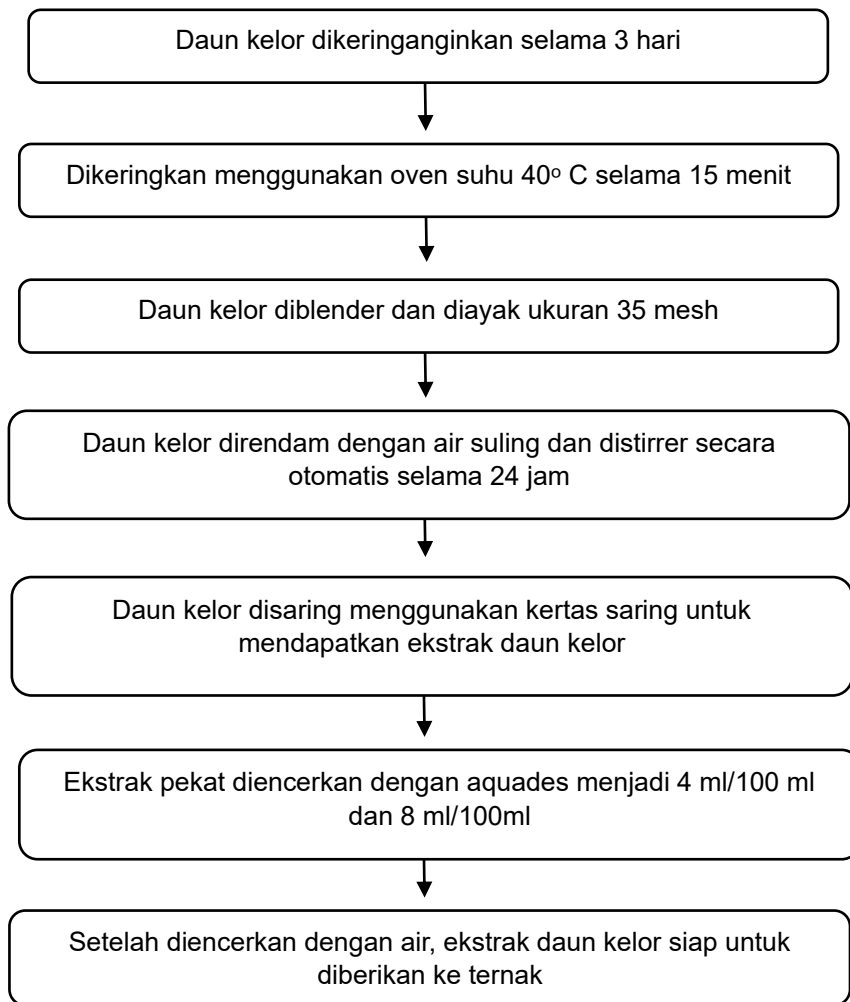 Daun kelor dikeringanginkan selama 3 hari
Dikeringkan menggunakan oven suhu 40° C selama 15 menit
Daun kelor diblender dan diayak ukuran 35 mesh
Daun kelor direndam dengan air suling dan distirrer secara
otomatis selama 24 jam
Daun kelor disaring menggunakan kertas saring untuk
mendapatkan ekstrak daun kelor
Ekstrak pekat diencerkan dengan aquades menjadi 4 ml/100 ml
dan 8 ml/100ml
Setelah diencerkan dengan air, ekstrak daun kelor siap untuk
diberikan ke ternak